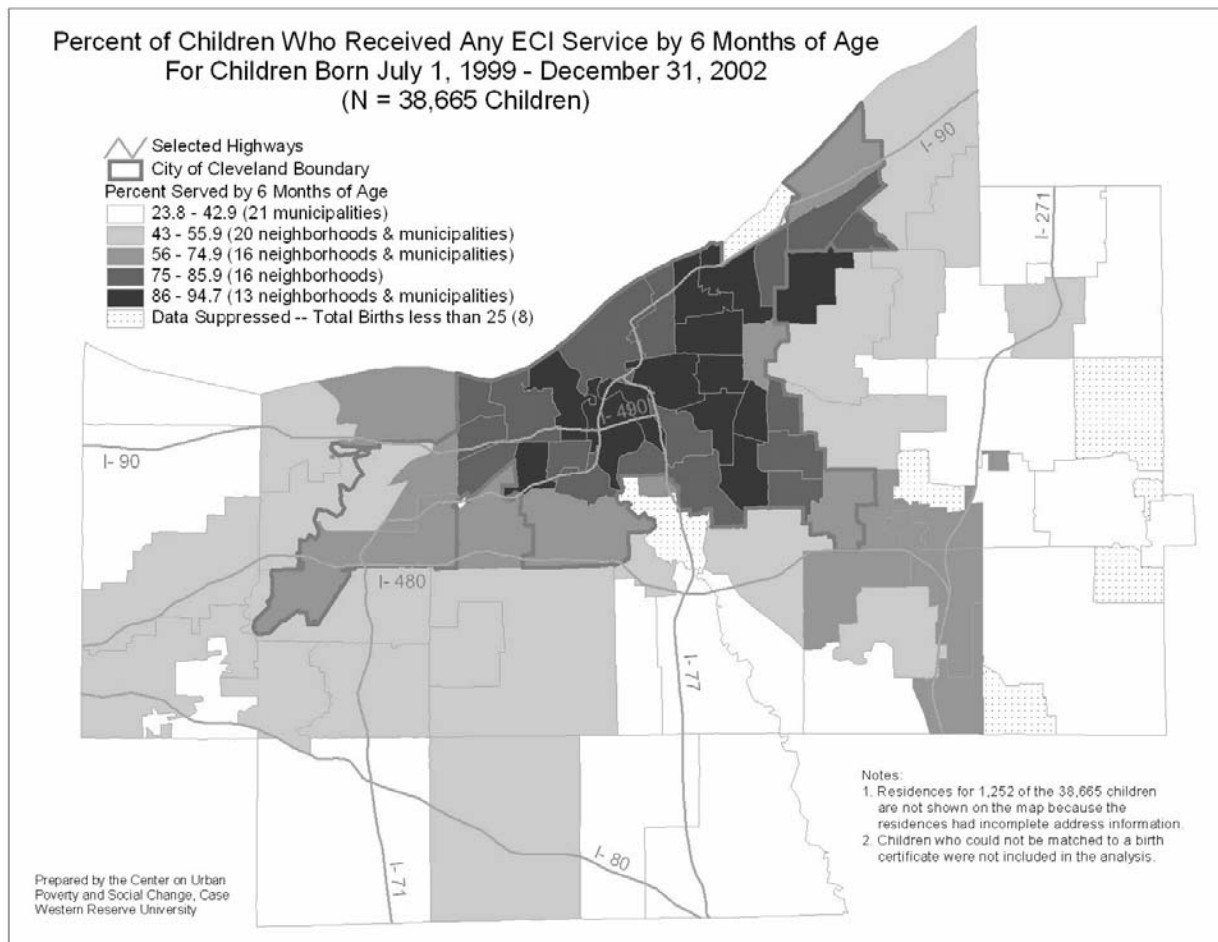 Percent of Children Who Received Any ECI Service by 6 Months of Age
For Children Born July 1, 1999 - December 31, 2002
(N = 38,665 Children)
Selected Highways
City of Cleveland Boundary
Percent Served by 6 Months of Age
23.8 - 42.9 (21 municipalities)
43 - 55.9 (20 neighborhoods & municipalities)
56 - 74.9 (16 neighborhoods & municipalities)
75 - 85.9 (16 neighborhoods)
86 - 94.7 (13 neighborhoods & municipalities)
Data Suppressed -- Total Births less than 25 (8)
I- 90
I- 271
I- 490
I- 90
I- 480
I- 77
I- 80
I- 71
Notes:
1. Residences for 1,252 of the 38,665 children
are not shown on the map because the
residences had incomplete address information.
2. Children who could not be matched to a birth
certificate were not included in the analysis.
Prepared by the Center on Urban
Poverty and Social Change, Case
Western Reserve University